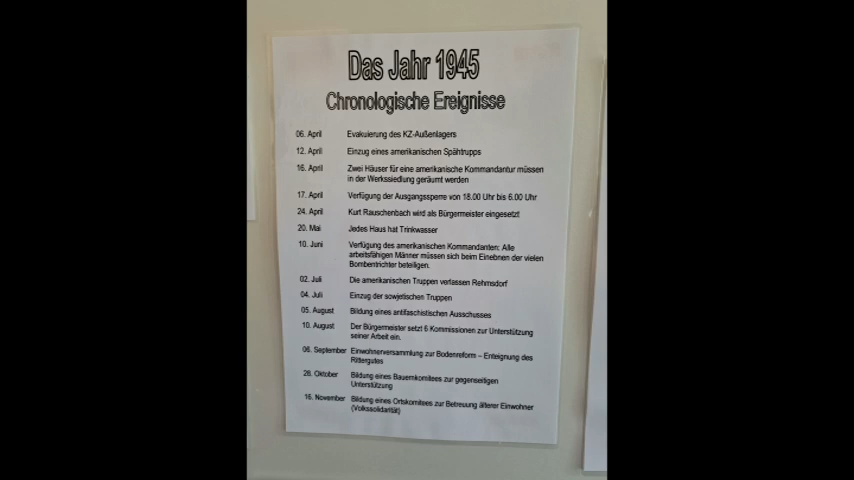 Das Jahr 1945
Chronologische Ereignisse
06. April Evakuierung des KZ-Außenlagers
12. April Einzug eines amerikanischen Spähtrupps
16. April Zwei Häuser für eine amerikanische Kommandantur müssen
in der Werkssiedlung geräumt werden
17. April Verfügung der Ausgangssperre von 18.00 Uhr bis 6.00 Uhr
24. April Kurt Rauschenbach wird als Bürgermeister eingesetzt
20. Mai Jedes Haus hat Trinkwasser
10. Juni Verfügung des amerikanischen Kommandanten: Alle
arbeitsfähigen Männer müssen sich beim Einebnen der vielen
Bombentrichter beteiligen.
02. Juli Die amerikanischen Truppen verlassen Rehmsdorf
04. Juli Einzug der sowjetischen Truppen
05. August Bildung eines antifaschistischen Ausschusses
10. August Der Bürgermeister setzt 6 Kommissionen zur Unterstützung
seiner Arbeit ein.
06. September Einwohnerversammlung zur Bodenreform – Enteignung des
Rittergutes
28. Oktober Bildung eines Bauernkomitees zur gegenseitigen
Unterstützung
16. November Bildung eines Ortskomitees zur Betreuung älterer Einwohner
(Volkssolidarität)